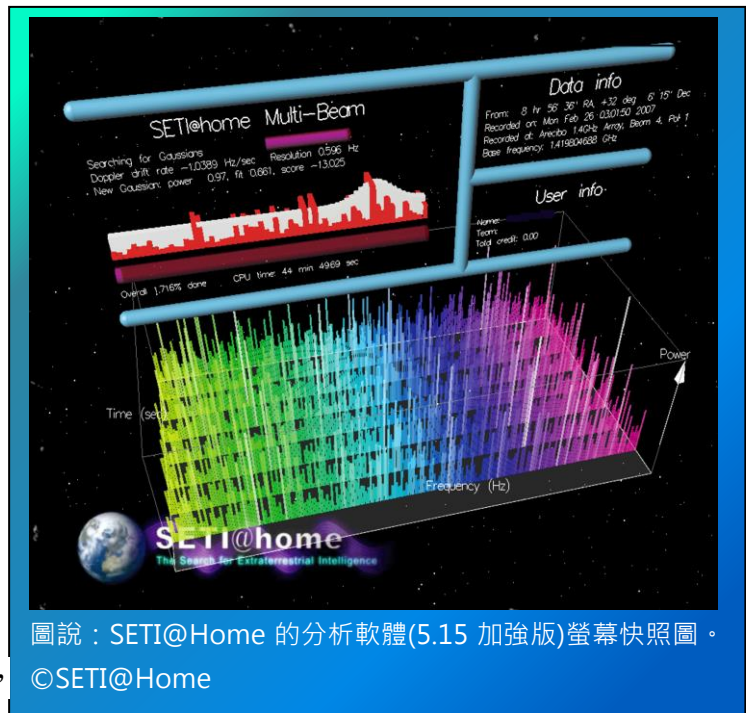 SETI@home Multi-Beam
Searching for Gaussians
Doppler drift rate -1.0389 Hz/sec Resolution 0.596 Hz
New Gaussian: power 0.97, fit 0.661, score -13.025
Overall 1.716% done CPU time: 44 min 49.69 sec
Data info
From: 8 hr 56' 36" RA, +32 deg 6' 15" Dec
Recorded on: Mon Feb 26 03:01:50 2007
Recorded at: Arecibo 1.4GHz Array, Beam 4, Pol 1
Base frequency: 1.419804688 GHz
User info
Name:
Team:
Total credit: 0.00
Power
Time (sec)
Frequency (Hz)
SETI@home
The Search for Extraterrestrial Intelligence
圖說：SETI@Home 的分析軟體(5.15 加強版)螢幕快照圖。
，©SETI@Home